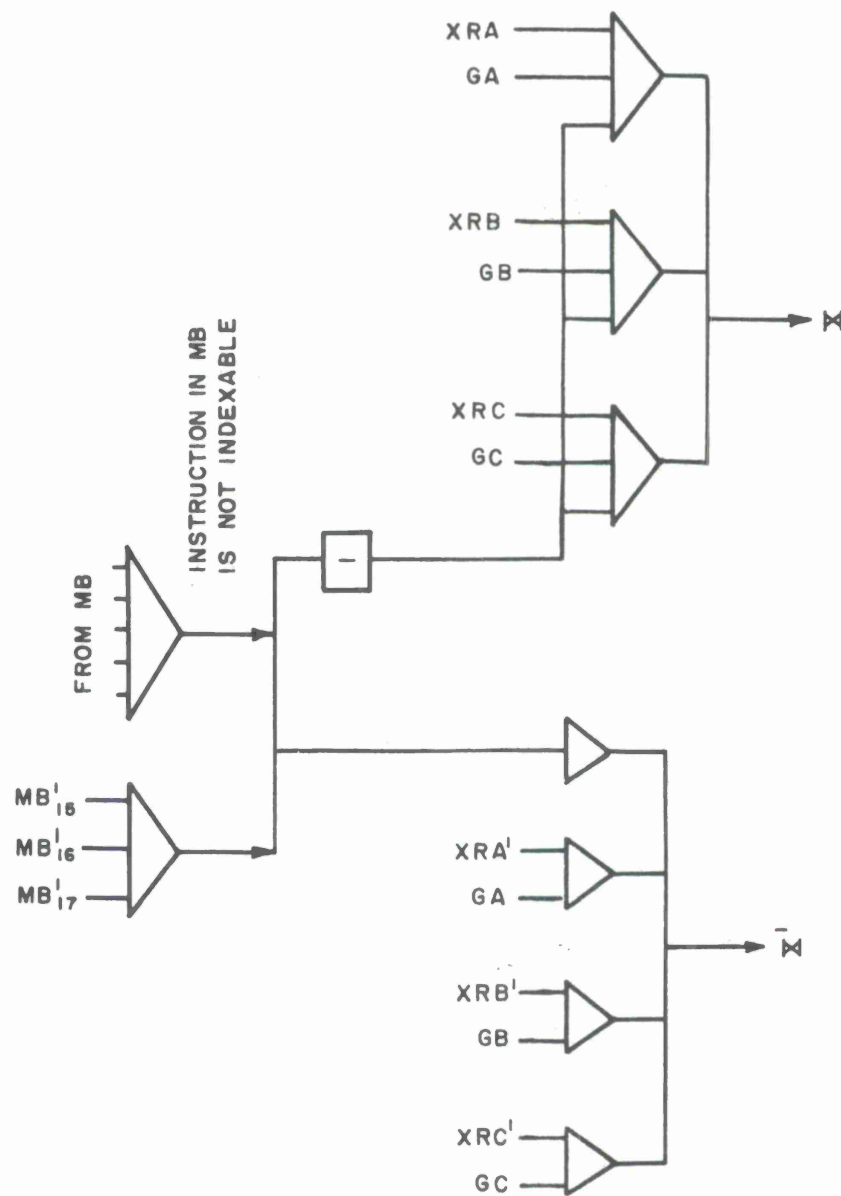 XRA
GA
XRB
GB
XRC
GC
INSTRUCTION IN MB
IS NOT INDEXABLE
FROM MB
–
MB'15
MB'16
MB'17
XRA'
GA
XRB'
GB
XRC'
GC